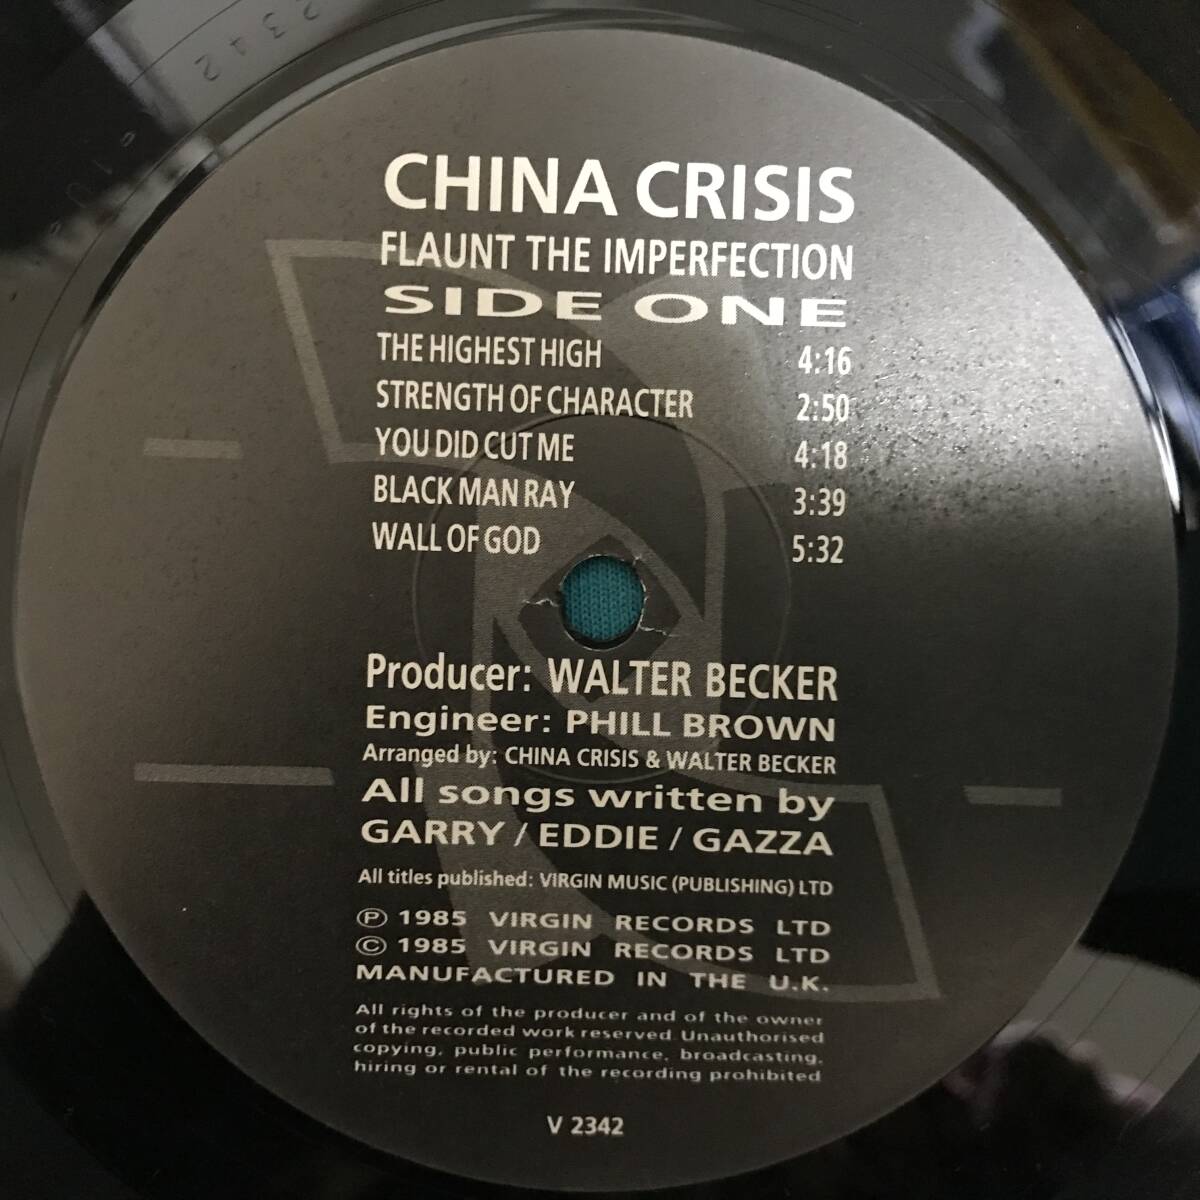 2342
CHINA CRISIS
FLAUNT THE IMPERFECTION
SIDE ONE
THE HIGHEST HIGH 4:16
STRENGTH OF CHARACTER 2:50
YOU DID CUT ME 4:18
BLACK MAN RAY 3:39
WALL OF GOD 5:32
Producer: WALTER BECKER
Engineer: PHILL BROWN
Arranged by: CHINA CRISIS & WALTER BECKER
All songs written by
GARRY / EDDIE / GAZZA
All titles published: VIRGIN MUSIC (PUBLISHING) LTD
Ⓟ 1985 VIRGIN RECORDS LTD
© 1985 VIRGIN RECORDS LTD
MANUFACTURED IN THE U.K.
All rights of the producer and of the owner
of the recorded work reserved. Unauthorised
copying, public performance, broadcasting,
hiring or rental of the recording prohibited
V 2342